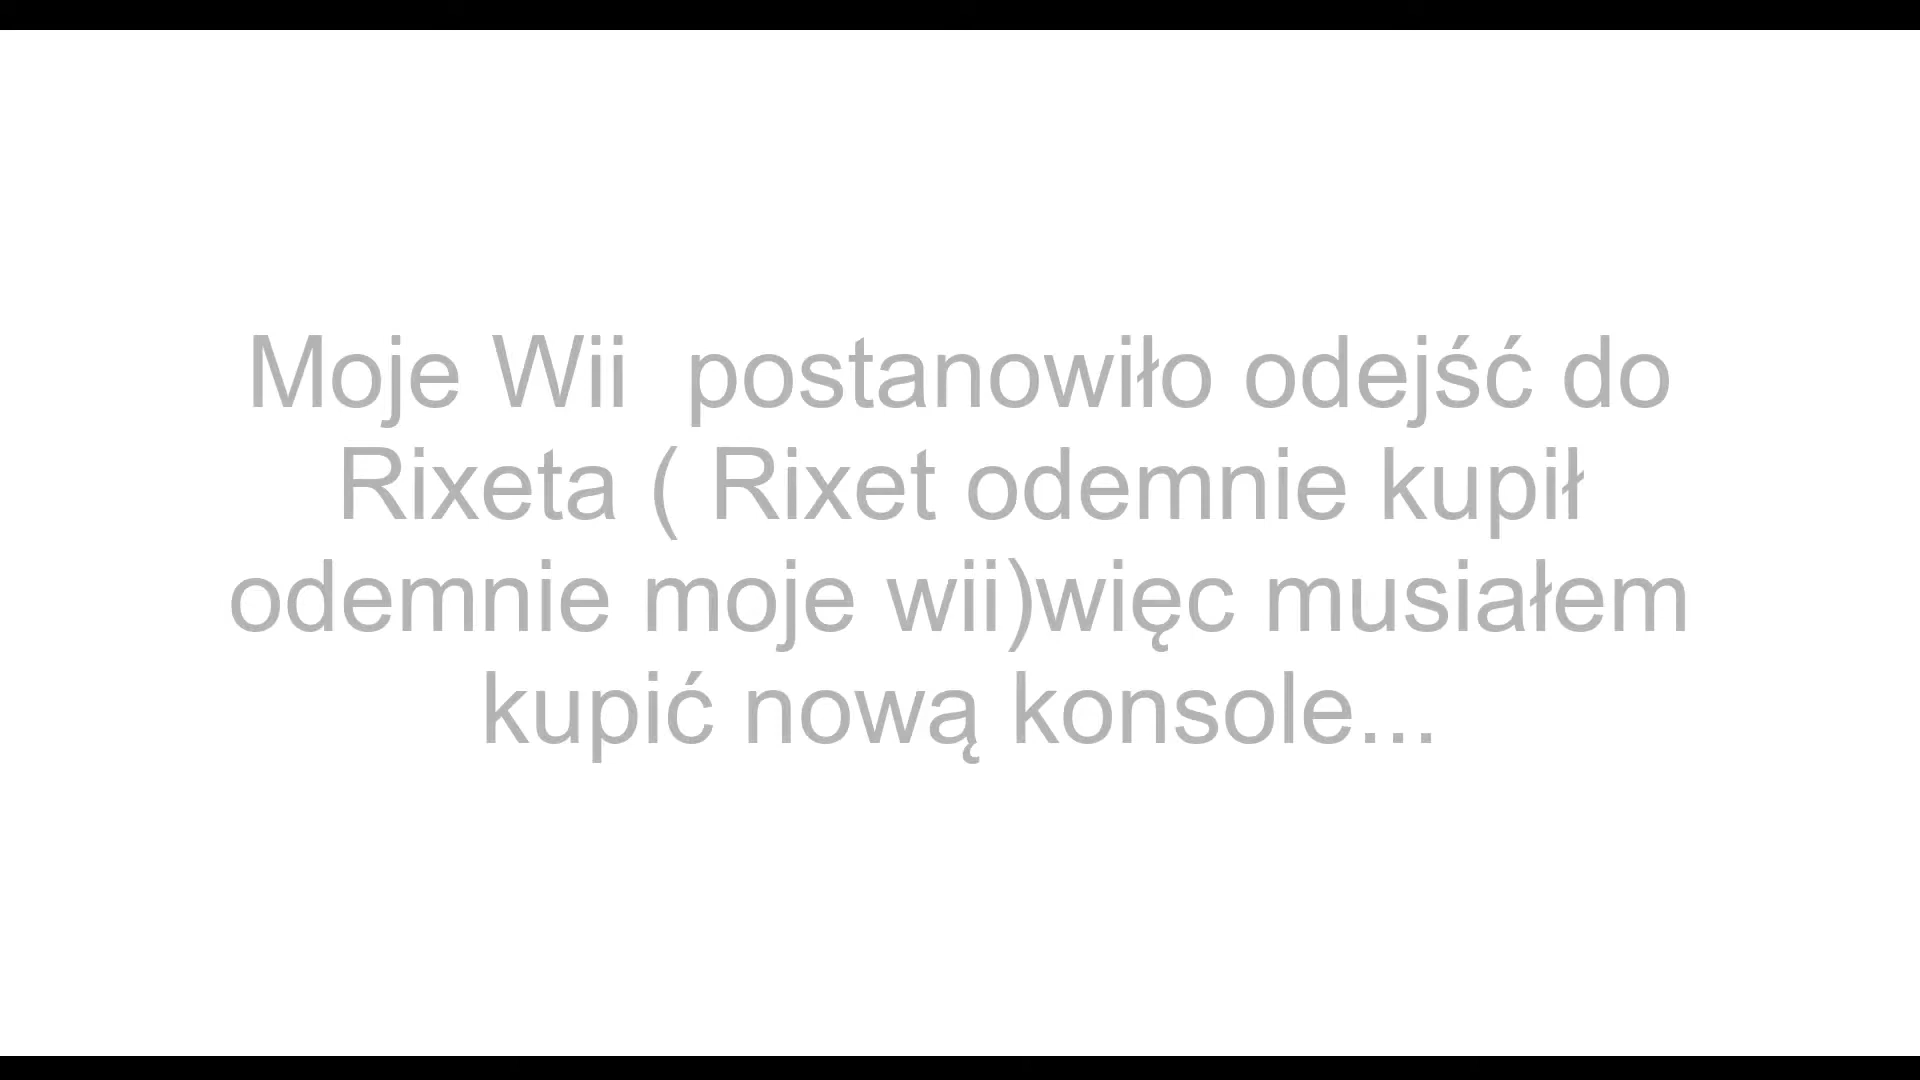 Moje Wii  postanowiło odejść do
Rixeta ( Rixet odemnie kupił
odemnie moje wii)więc musiałem
kupić nową konsole...